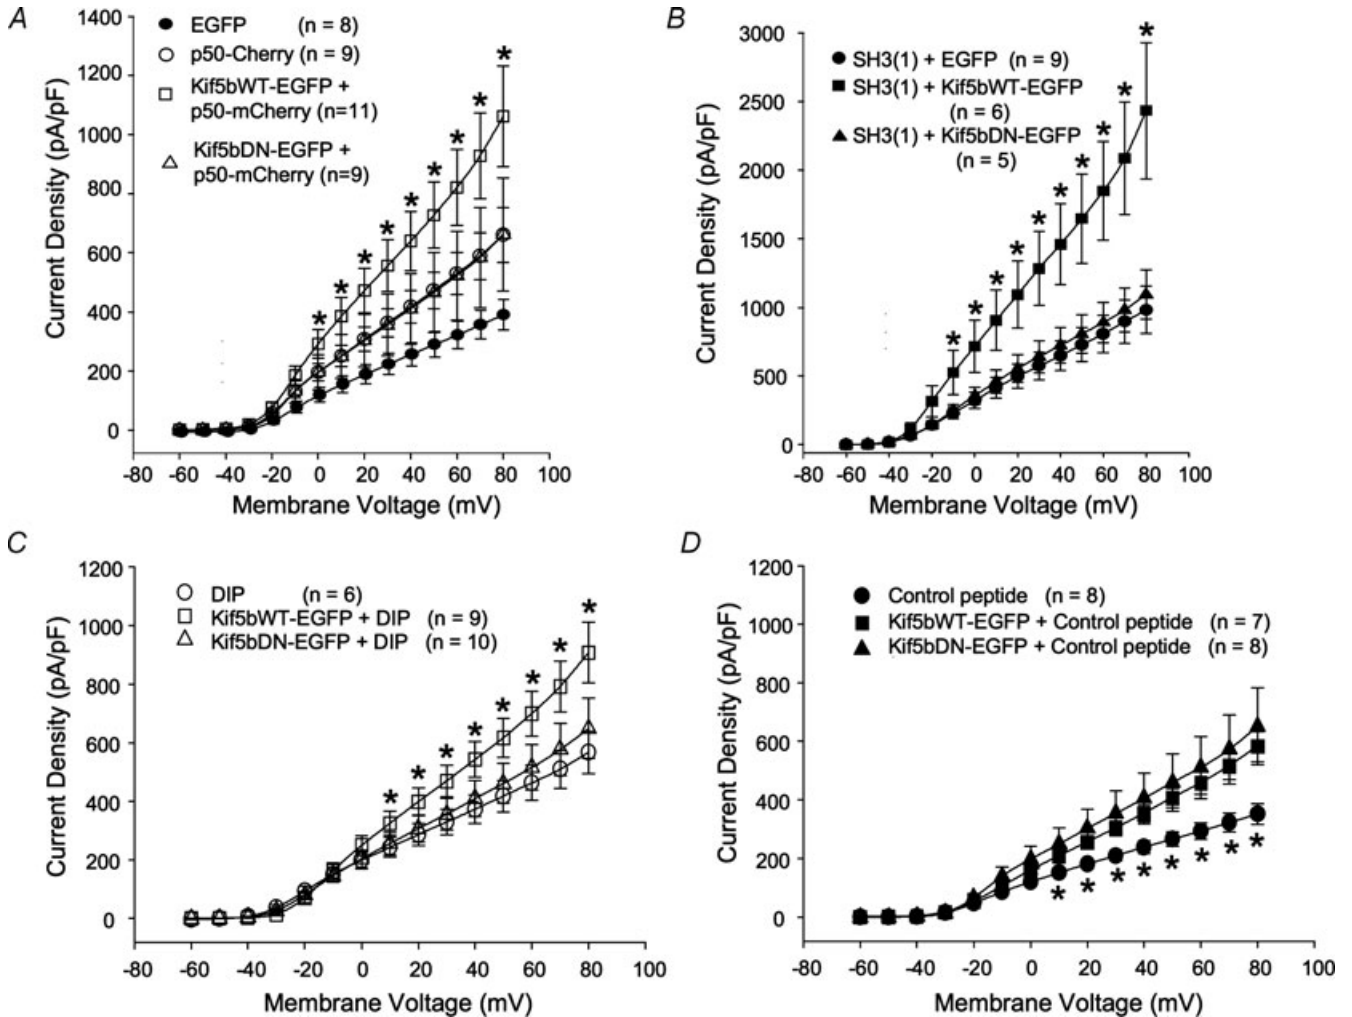 A
1400
1200
1000
800
600
400
200
0
Current Density (pA/pF)
EGFP (n = 8)
p50-Cherry (n = 9)
Kif5bWT-EGFP +
p50-mCherry (n=11)
Kif5bDN-EGFP +
p50-mCherry (n=9)
* * * * * * * * *
-80 -60 -40 -20 0 20 40 60 80 100
Membrane Voltage (mV)
B
3000
2500
2000
1500
1000
500
0
Current Density (pA/pF)
SH3(1) + EGFP (n = 9)
SH3(1) + Kif5bWT-EGFP
(n = 6)
SH3(1) + Kif5bDN-EGFP
(n = 5)
* * * * * * * * * *
-80 -60 -40 -20 0 20 40 60 80 100
Membrane Voltage (mV)
C
1200
1000
800
600
400
200
0
Current Density (pA/pF)
DIP (n = 6)
Kif5bWT-EGFP + DIP (n = 9)
Kif5bDN-EGFP + DIP (n = 10)
* * * * * * * *
-80 -60 -40 -20 0 20 40 60 80 100
Membrane Voltage (mV)
D
1200
1000
800
600
400
200
0
Current Density (pA/pF)
Control peptide (n = 8)
Kif5bWT-EGFP + Control peptide (n = 7)
Kif5bDN-EGFP + Control peptide (n = 8)
* * * * * * * *
-80 -60 -40 -20 0 20 40 60 80 100
Membrane Voltage (mV)